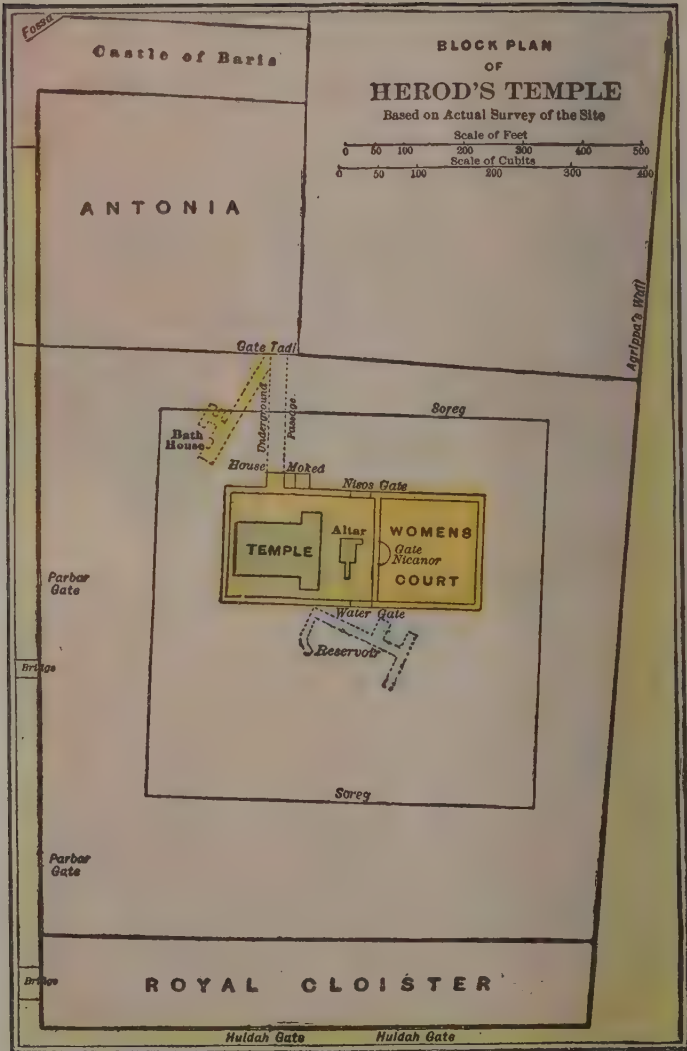 Fossa
Castle of Baris
BLOCK PLAN
OF
HEROD'S TEMPLE
Based on Actual Survey of the Site
Scale of Feet
0 50 100 200 300 400 500
Scale of Cubits
0 50 100 200 300 400
ANTONIA
Agrippa's Wall
Gate Tadi
Underground
Passage
Soreg
Bath
House
House Moked
Nisos Gate
TEMPLE
Altar
WOMENS
Gate
Nicanor
COURT
Parbar
Gate
Water Gate
Reservoir
Bridge
Soreg
Parbar
Gate
Bridge
ROYAL CLOISTER
Huldah Gate Huldah Gate